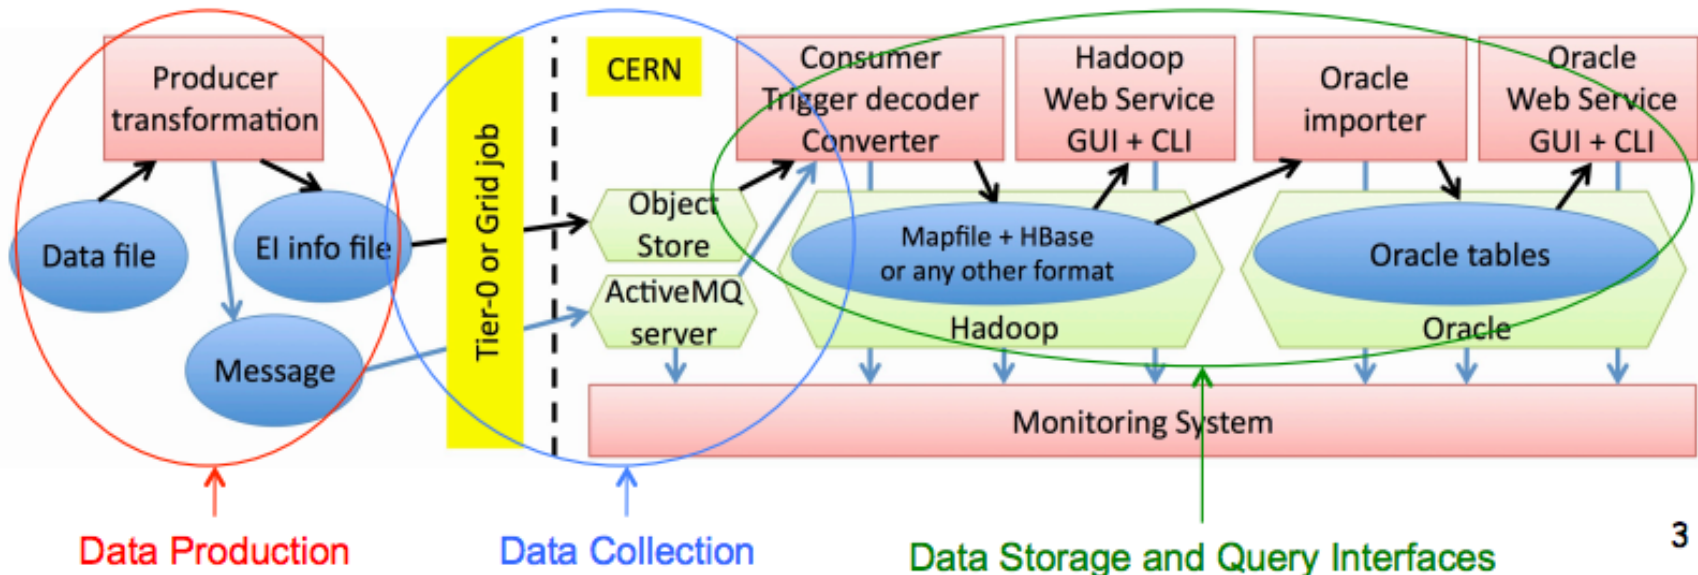 Producer
transformation
Data file
EI info file
Message
Tier-0 or Grid job
CERN
Object
Store
ActiveMQ
server
Consumer
Trigger decoder
Converter
Hadoop
Web Service
GUI + CLI
Oracle
importer
Oracle
Web Service
GUI + CLI
Mapfile + HBase
or any other format
Hadoop
Oracle tables
Oracle
Monitoring System
Data Production
Data Collection
Data Storage and Query Interfaces
3